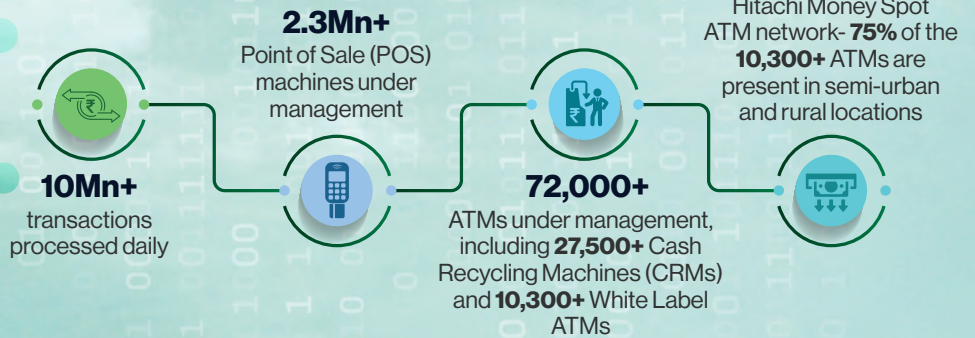 10Mn+
transactions
processed daily
2.3Mn+
Point of Sale (POS)
machines under
management
72,000+
ATMs under management,
including 27,500+ Cash
Recycling Machines (CRMs)
and 10,300+ White Label
ATMs
Hitachi Money Spot
ATM network- 75% of the
10,300+ ATMs are
present in semi-urban
and rural locations